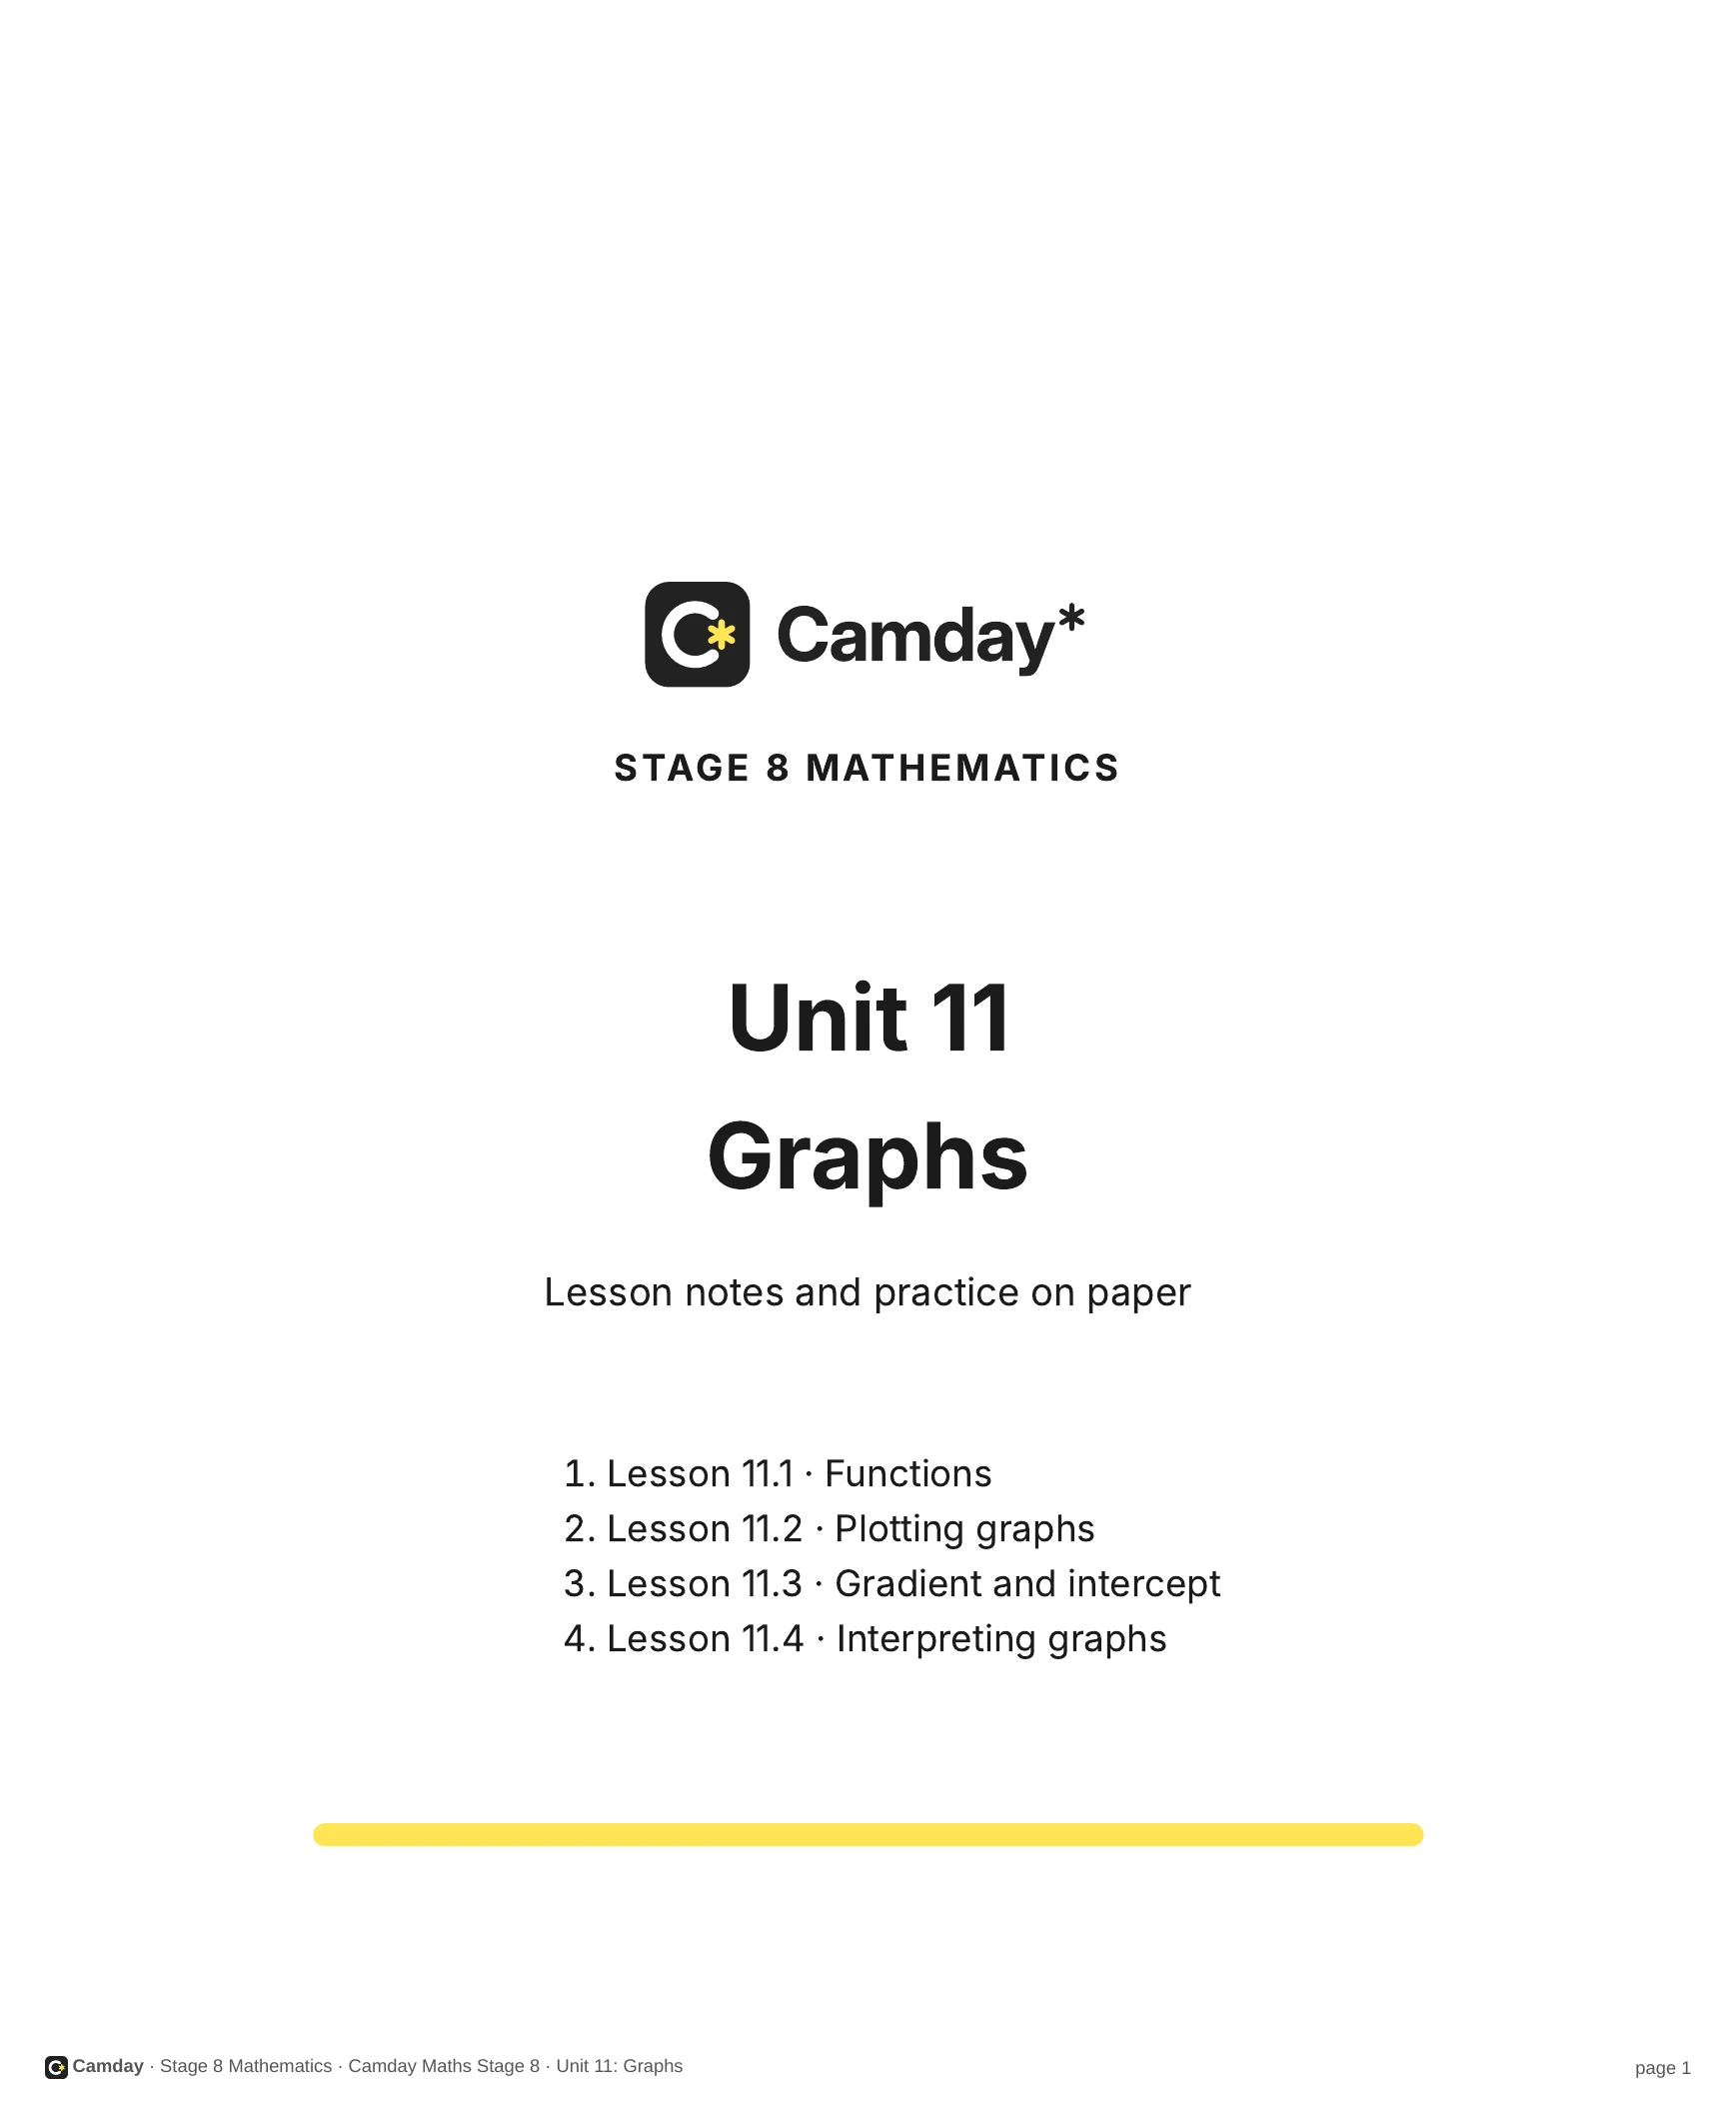 Camday*
STAGE 8 MATHEMATICS
Unit 11
Graphs
Lesson notes and practice on paper
1. Lesson 11.1 · Functions
2. Lesson 11.2 · Plotting graphs
3. Lesson 11.3 · Gradient and intercept
4. Lesson 11.4 · Interpreting graphs
Camday · Stage 8 Mathematics · Camday Maths Stage 8 · Unit 11: Graphs
page 1